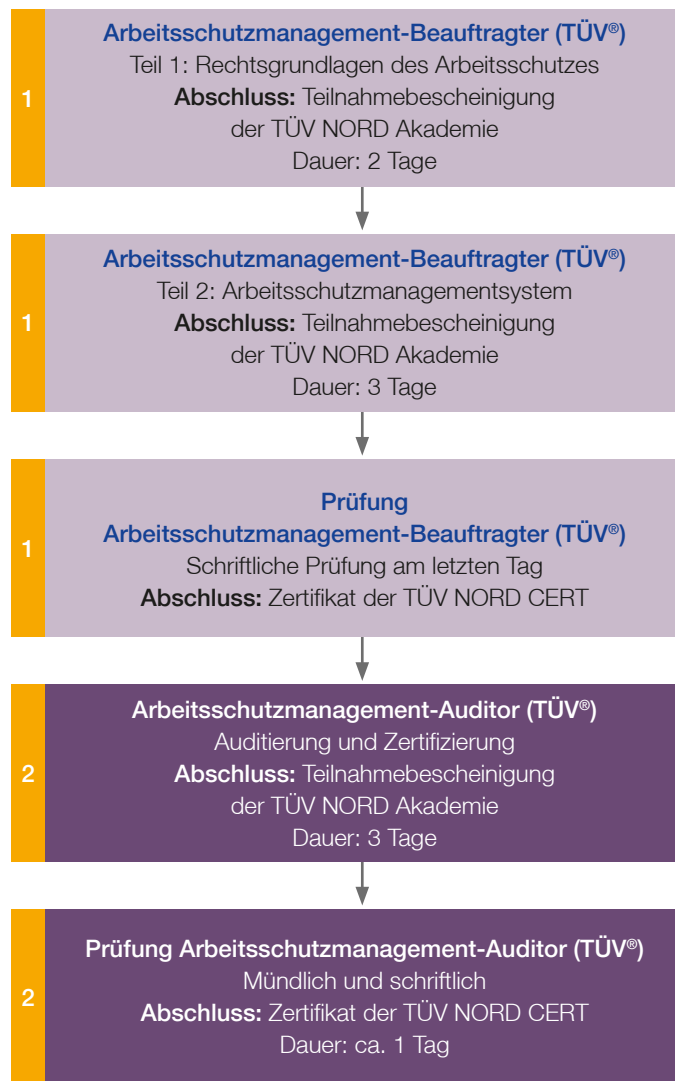 Arbeitsschutzmanagement-Beauftragter (TÜV®)
Teil 1: Rechtsgrundlagen des Arbeitsschutzes
1
Abschluss: Teilnahmebescheinigung
der TÜV NORD Akademie
Dauer: 2 Tage
Arbeitsschutzmanagement-Beauftragter (TÜV®)
Teil 2: Arbeitsschutzmanagementsystem
1
Abschluss: Teilnahmebescheinigung
der TÜV NORD Akademie
Dauer: 3 Tage
Prüfung
Arbeitsschutzmanagement-Beauftragter (TÜV®)
1
Schriftliche Prüfung am letzten Tag
Abschluss: Zertifikat der TÜV NORD CERT
Arbeitsschutzmanagement-Auditor (TÜV®)
Auditierung und Zertifizierung
2
Abschluss: Teilnahmebescheinigung
der TÜV NORD Akademie
Dauer: 3 Tage
Prüfung Arbeitsschutzmanagement-Auditor (TÜV®)
Mündlich und schriftlich
2
Abschluss: Zertifikat der TÜV NORD CERT
Dauer: ca. 1 Tag